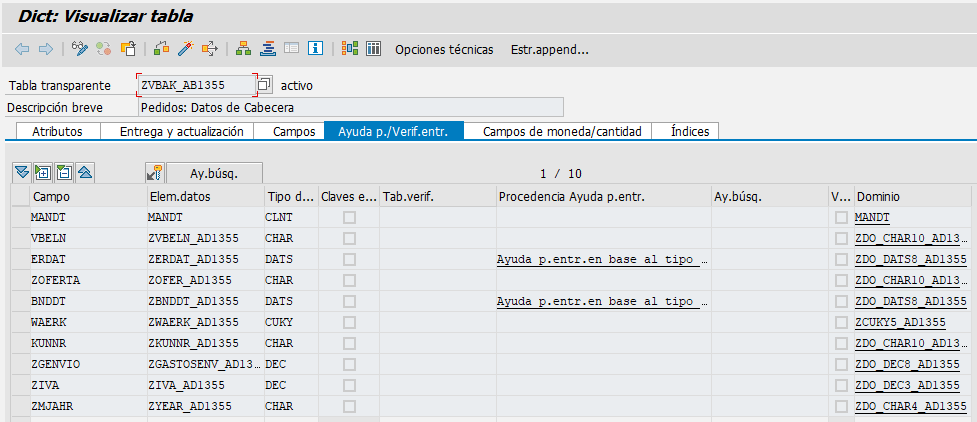 Dict: Visualizar tabla
Opciones técnicas Estr.append...
Tabla transparente ZVBAK_AB1355 activo
Descripción breve Pedidos: Datos de Cabecera
Atributos Entrega y actualización Campos Ayuda p./Verif.entr. Campos de moneda/cantidad Índices
Ay.búsq. 1 / 10
Campo Elem.datos Tipo d... Claves e... Tab.verif. Procedencia Ayuda p.entr. Ay.búsq. V... Dominio
MANDT MANDT CLNT MANDT
VBELN ZVBELN_AD1355 CHAR ZDO_CHAR10_AD13...
ERDAT ZERDAT_AD1355 DATS Ayuda p.entr.en base al tipo ... ZDO_DATS8_AD1355
ZOFERTA ZOFER_AD1355 CHAR ZDO_CHAR10_AD13...
BNDDT ZBNDDT_AD1355 DATS Ayuda p.entr.en base al tipo ... ZDO_DATS8_AD1355
WAERK ZWAERK_AD1355 CUKY ZCUKY5_AD1355
KUNNR ZKUNNR_AD1355 CHAR ZDO_CHAR10_AD13...
ZGENVIO ZGASTOSENV_AD13... DEC ZDO_DEC8_AD1355
ZIVA ZIVA_AD1355 DEC ZDO_DEC3_AD1355
ZMJAHR ZYEAR_AD1355 CHAR ZDO_CHAR4_AD1355